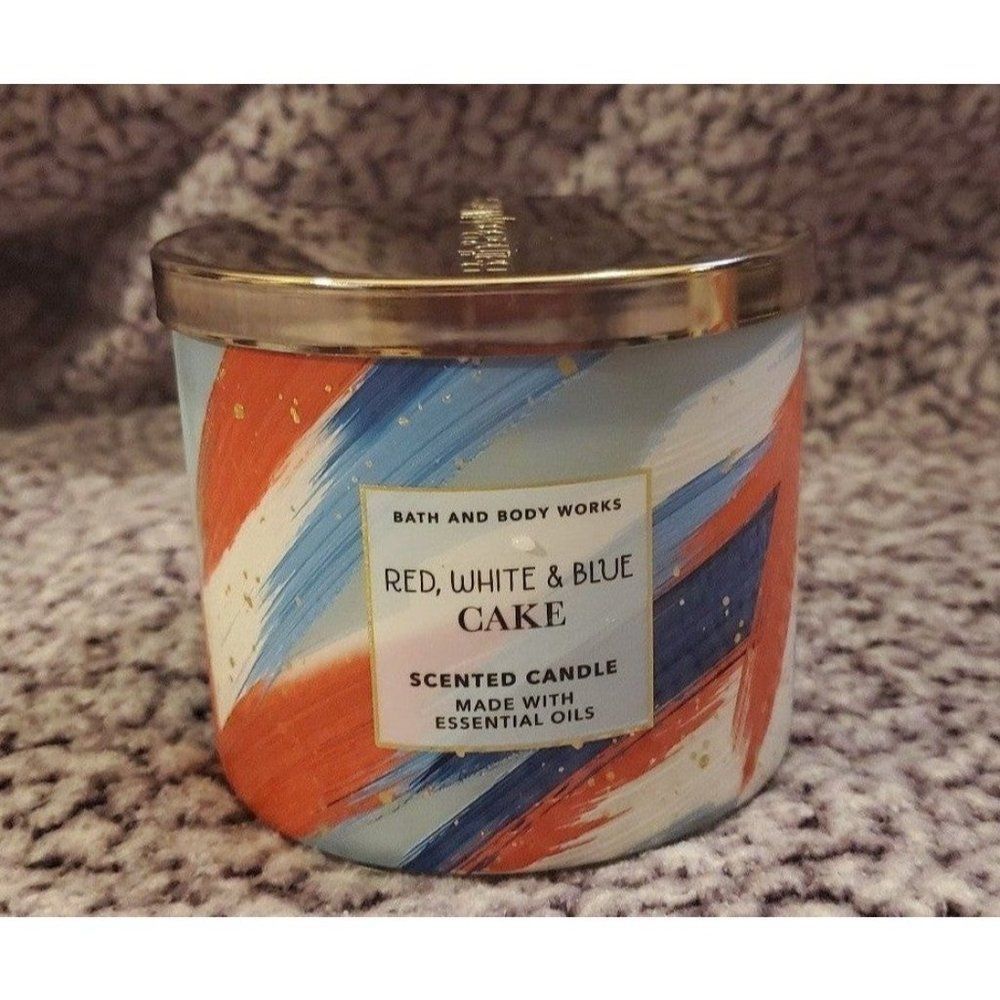 BATH AND BODY WORKS
RED, WHITE & BLUE
CAKE
SCENTED CANDLE
MADE WITH
ESSENTIAL OILS